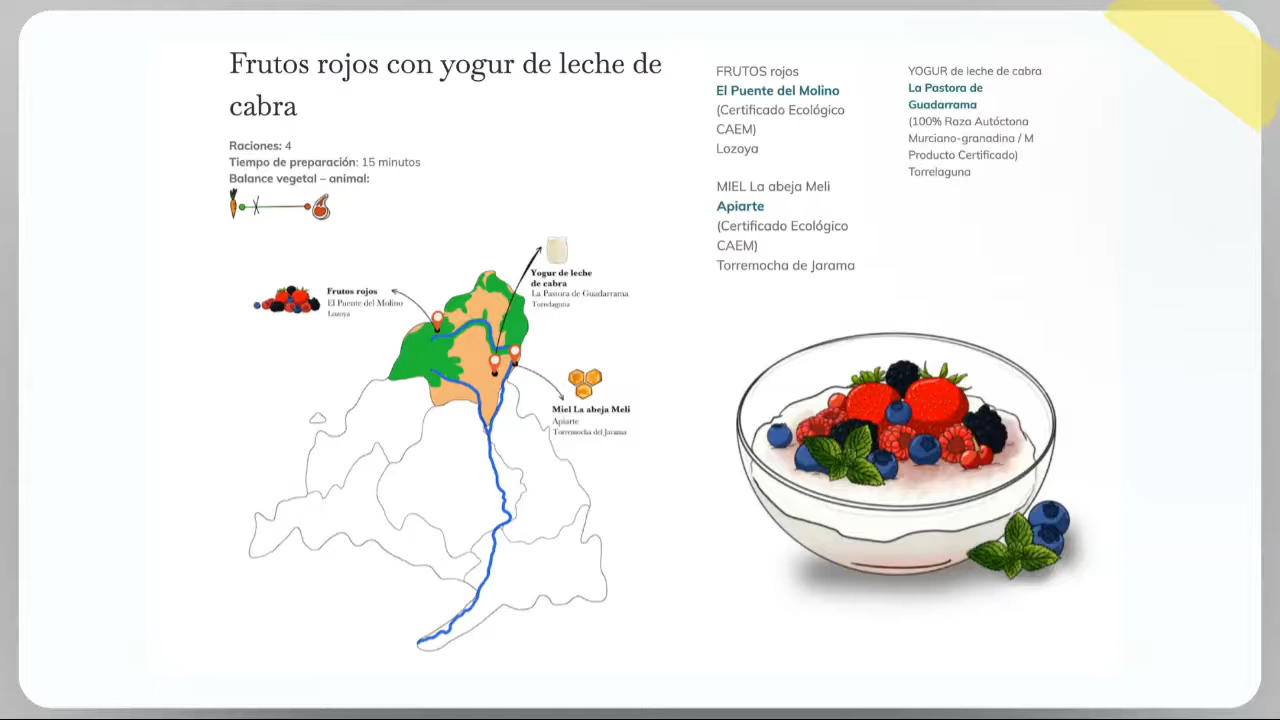 Frutos rojos con yogur de leche de
cabra
Raciones: 4
Tiempo de preparación: 15 minutos
Balance vegetal – animal:
FRUTOS rojos
El Puente del Molino
(Certificado Ecológico
CAEM)
Lozoya
MIEL La abeja Meli
Apiarte
(Certificado Ecológico
CAEM)
Torremocha de Jarama
YOGUR de leche de cabra
La Pastora de
Guadarrama
(100% Raza Autóctona
Murciano-granadina / M
Producto Certificado)
Torrelaguna
Yogur de leche
de cabra
La Pastora de Guadarrama
Torrelaguna
Frutos rojos
El Puente del Molino
Lozoya
Miel La abeja Meli
Apiarte
Torremocha del Jarama